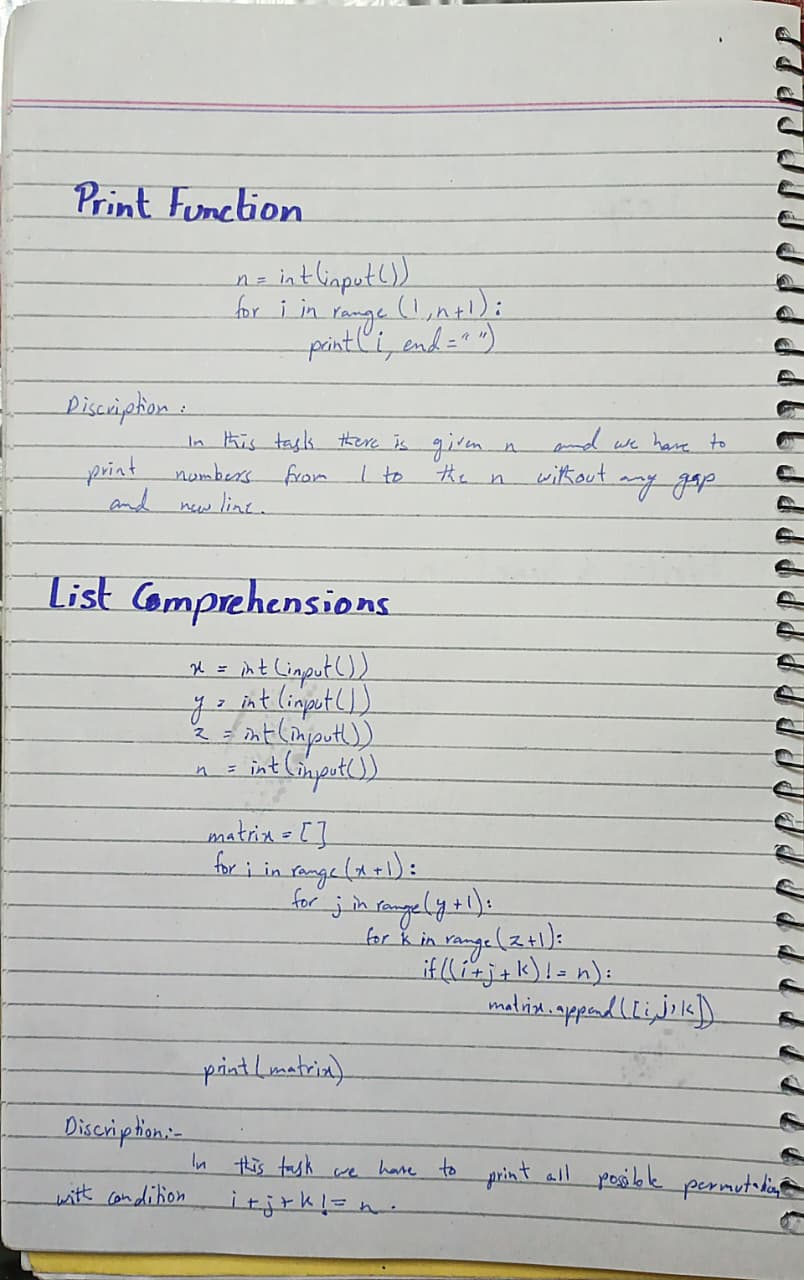 Print Function
n = int(input())
for i in range (1, n+1):
print(i, end = "")
Discription :
In this task there is given n and we have to
print numbers from 1 to the n without any gap
and new line.
List Comprehensions
x = int(input())
y = int(input())
z = int(input())
n = int(input())
matrix = []
for i in range(x+1):
for j in range(y+1):
for k in range(z+1):
if((i+j+k) != n):
matrix.append([i,j,k])
print(matrix)
Discription:-
In this task we have to print all possible permutation
with condition i+j+k != n.